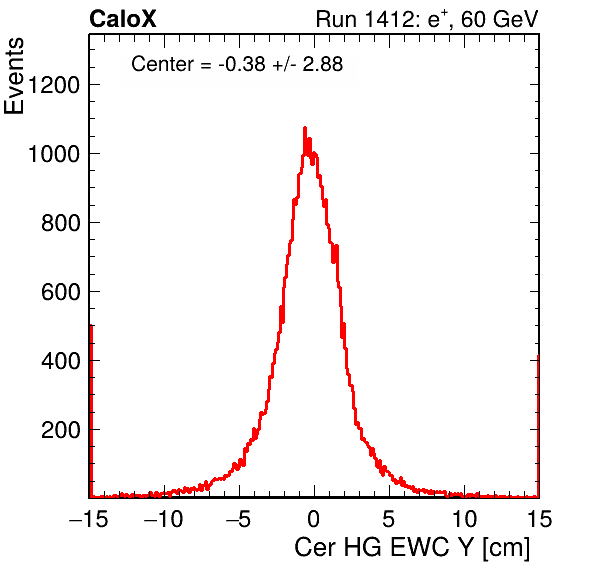 CaloX Run 1412: e⁺, 60 GeV
Center = -0.38 +/- 2.88
Events
1200
1000
800
600
400
200
−15 −10 −5 0 5 10 15
Cer HG EWC Y [cm]